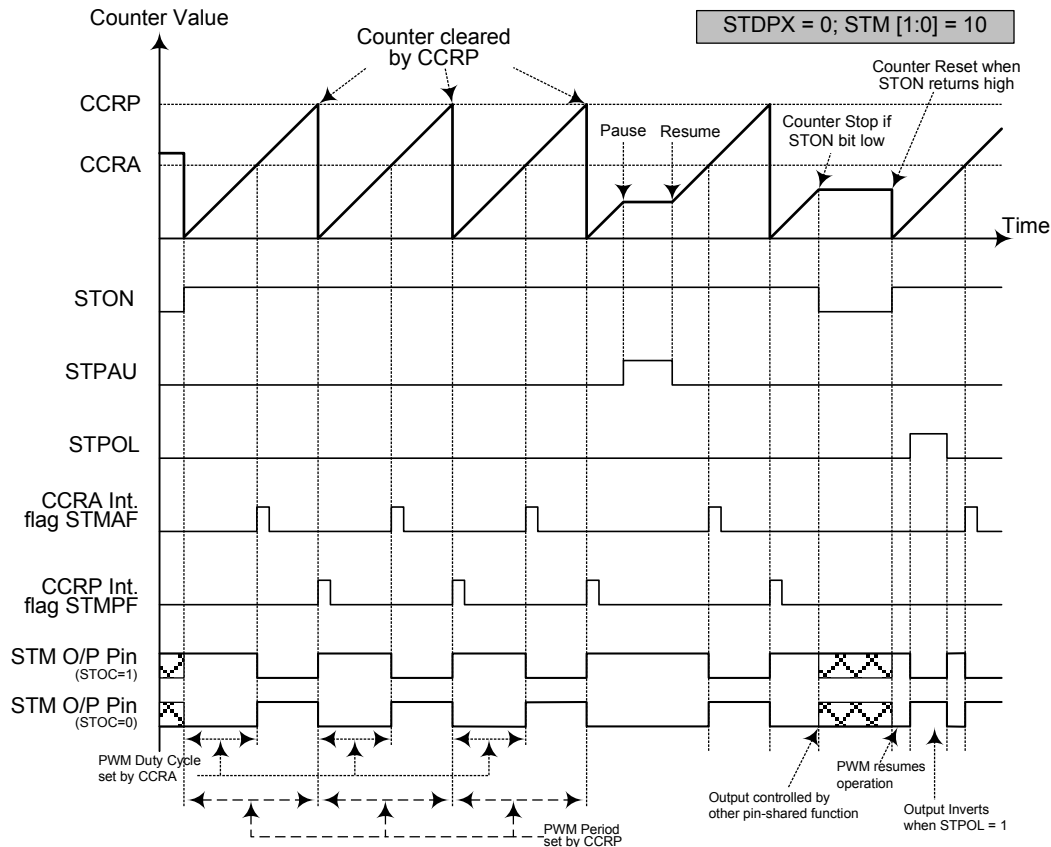 Counter Value
STDPX = 0; STM [1:0] = 10
Counter cleared
by CCRP
Counter Reset when
STON returns high
CCRP
Pause
Resume
Counter Stop if
STON bit low
CCRA
Time
STON
STPAU
STPOL
CCRA Int.
flag STMAF
CCRP Int.
flag STMPF
STM O/P Pin
(STOC=1)
STM O/P Pin
(STOC=0)
PWM Duty Cycle
set by CCRA
PWM resumes
operation
Output controlled by
other pin-shared function
Output Inverts
when STPOL = 1
PWM Period
set by CCRP